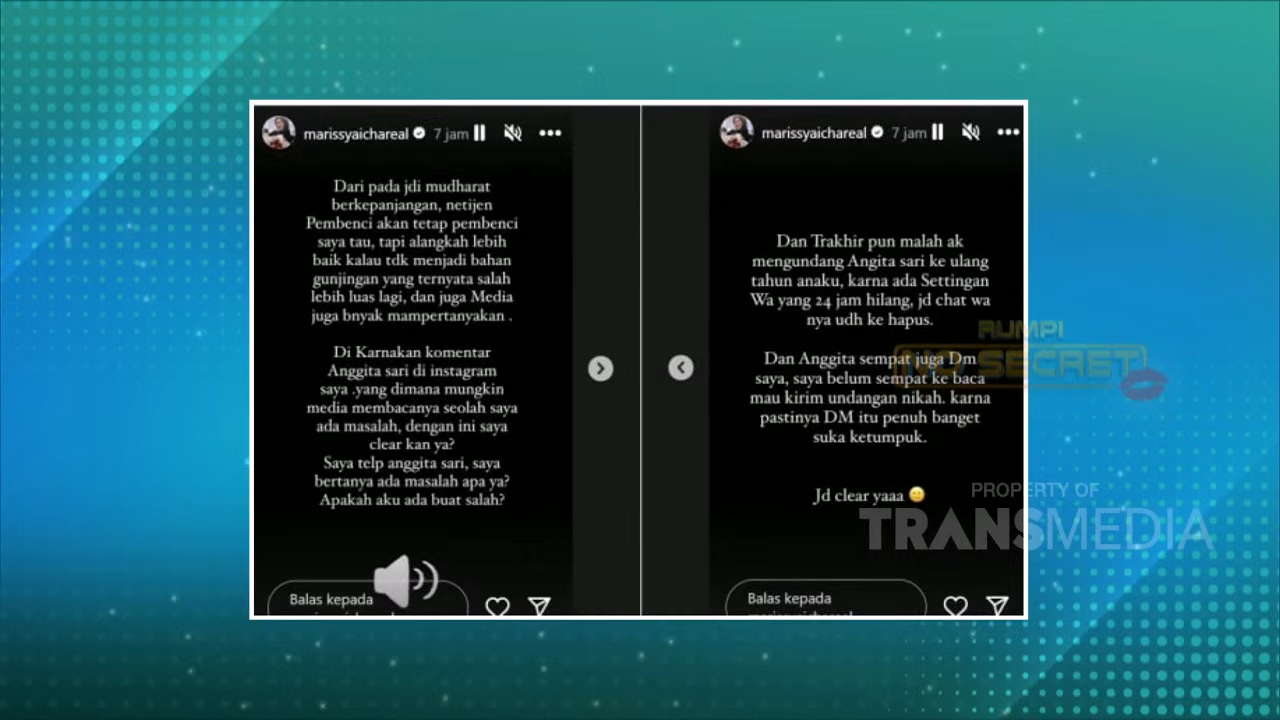 marissyaichareal 7 jam
Dari pada jdi mudharat
berkepanjangan, netijen
Pembenci akan tetap pembenci
saya tau, tapi alangkah lebih
baik kalau tdk menjadi bahan
gunjingan yang ternyata salah
lebih luas lagi, dan juga Media
juga bnyak mampertanyakan .
Di Karnakan komentar
Anggita sari di instagram
saya .yang dimana mungkin
media membacanya seolah saya
ada masalah, dengan ini saya
clear kan ya?
Saya telp anggita sari, saya
bertanya ada masalah apa ya?
Apakah aku ada buat salah?
Balas kepada
marissyaichareal 7 jam
Dan Trakhir pun malah ak
mengundang Angita sari ke ulang
tahun anaku, karna ada Settingan
Wa yang 24 jam hilang, jd chat wa
nya udh ke hapus.
Dan Anggita sempat juga Dm
saya, saya belum sempat ke baca
mau kirim undangan nikah. karna
pastinya DM itu penuh banget
suka ketumpuk.
Jd clear yaaa 😐
Balas kepada
RUMPI
NO SECRET
PROPERTY OF
TRANSMEDIA